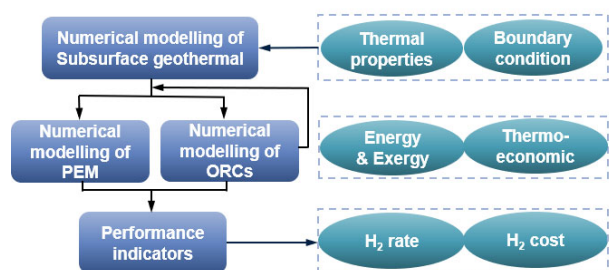 Numerical modelling of
Subsurface geothermal
Thermal
properties
Boundary
condition
Numerical
modelling of
PEM
Numerical
modelling of
ORCs
Energy
& Exergy
Thermo-
economic
Performance
indicators
H₂ rate
H₂ cost